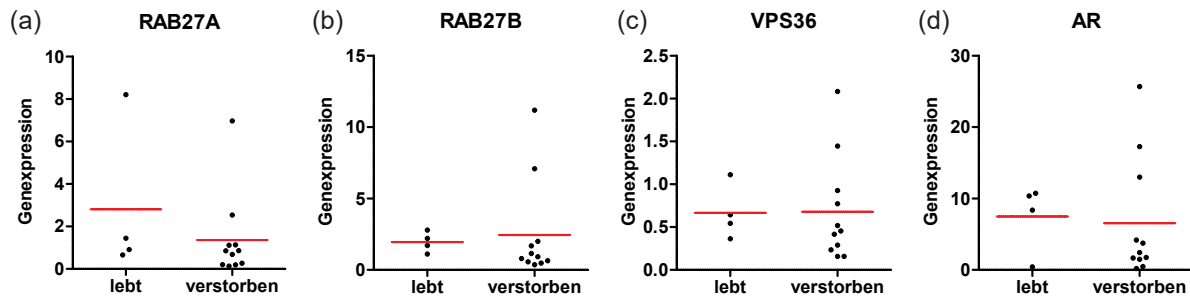 (a) RAB27A
Genexpression
10
8
6
4
2
0
lebt verstorben
(b) RAB27B
Genexpression
15
10
5
0
lebt verstorben
(c) VPS36
Genexpression
2.5
2.0
1.5
1.0
0.5
0.0
lebt verstorben
(d) AR
Genexpression
30
20
10
0
lebt verstorben